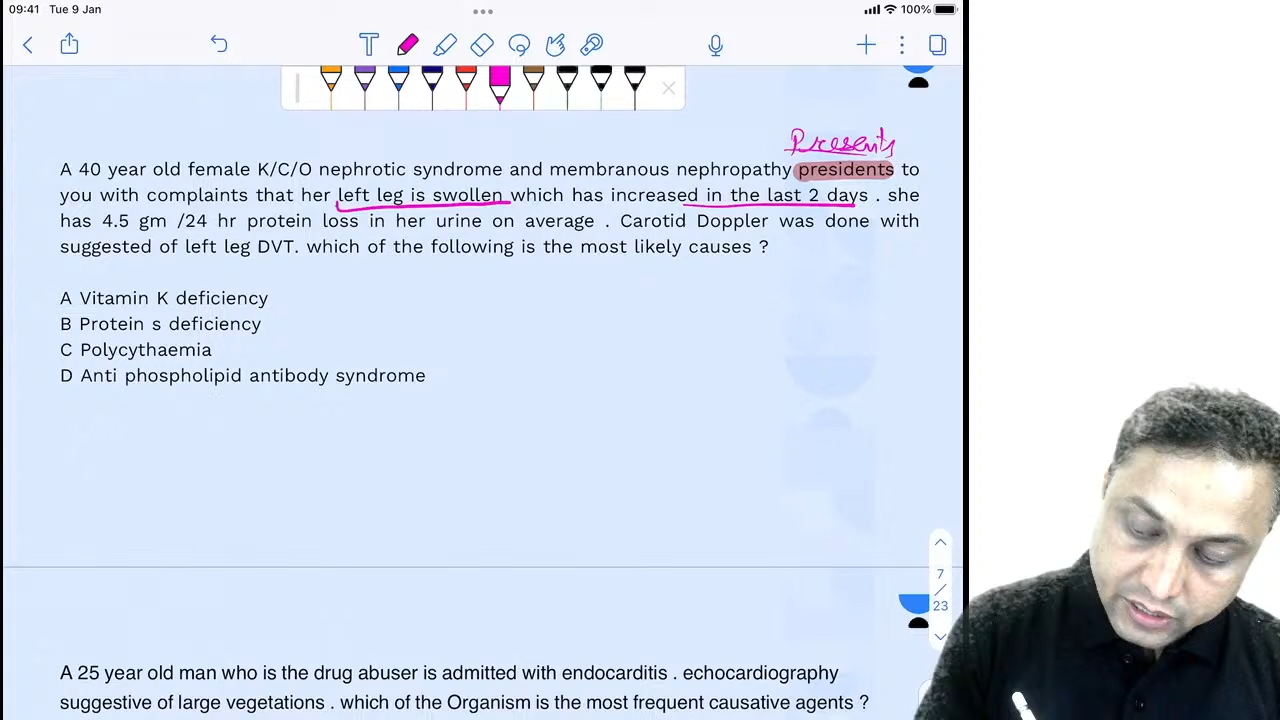 09:41 Tue 9 Jan
100%
T
Presents
A 40 year old female K/C/O nephrotic syndrome and membranous nephropathy presidents to
you with complaints that her left leg is swollen which has increased in the last 2 days . she
has 4.5 gm /24 hr protein loss in her urine on average . Carotid Doppler was done with
suggested of left leg DVT. which of the following is the most likely causes ?
A Vitamin K deficiency
B Protein s deficiency
C Polycythaemia
D Anti phospholipid antibody syndrome
7
/
23
A 25 year old man who is the drug abuser is admitted with endocarditis . echocardiography
suggestive of large vegetations . which of the Organism is the most frequent causative agents ?